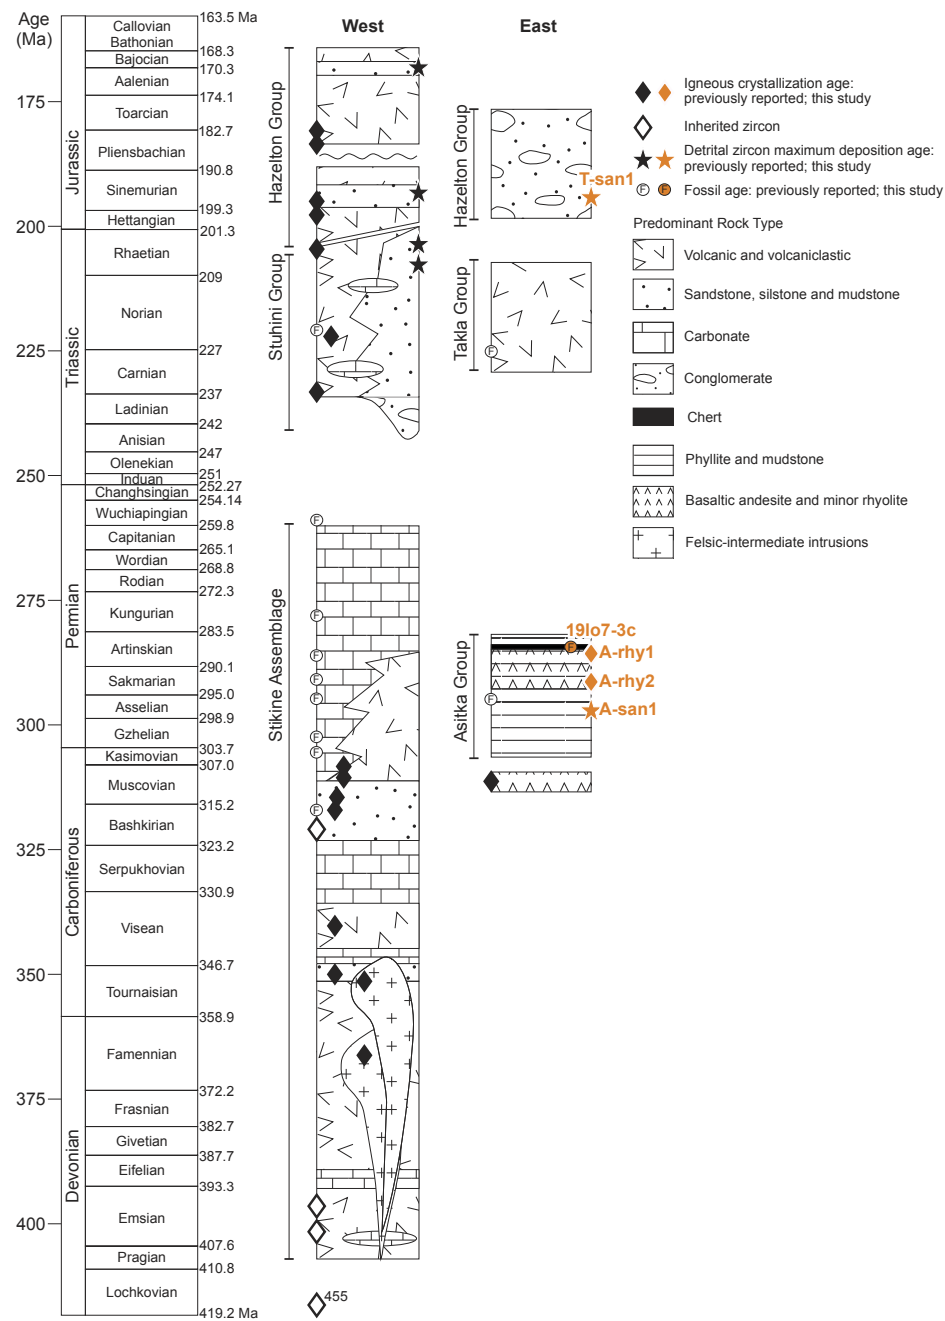 Age
(Ma)
West
East
163.5 Ma
Callovian
Bathonian
168.3
Bajocian
170.3
Aalenian
174.1
175
Toarcian
182.7
Pliensbachian
190.8
Sinemurian
199.3
Hettangian
200
201.3
Rhaetian
209
Norian
225
227
Carnian
237
Ladinian
242
Anisian
247
Olenekian
251
Induan
250
252.27
Changhsingian
254.14
Wuchiapingian
259.8
Capitanian
265.1
Wordian
268.8
Rodian
272.3
275
Kungurian
283.5
Artinskian
290.1
Sakmarian
295.0
Asselian
298.9
300
Gzhelian
303.7
Kasimovian
307.0
Muscovian
315.2
Bashkirian
323.2
325
Serpukhovian
330.9
Visean
346.7
350
Tournaisian
358.9
Famennian
372.2
375
Frasnian
382.7
Givetian
387.7
Eifelian
393.3
Emsian
400
407.6
Pragian
410.8
Lochkovian
419.2 Ma
Jurassic
Triassic
Permian
Carboniferous
Devonian
Hazelton Group
Stuhini Group
F
Stikine Assemblage
F
F
F
F
F
F
F
F
455
Hazelton Group
T-san1
Takla Group
F
Asitka Group
19lo7-3c
F
A-rhy1
A-rhy2
F
A-san1
Igneous crystallization age:
previously reported; this study
Inherited zircon
Detrital zircon maximum deposition age:
previously reported; this study
F F Fossil age: previously reported; this study
Predominant Rock Type
Volcanic and volcaniclastic
Sandstone, silstone and mudstone
Carbonate
Conglomerate
Chert
Phyllite and mudstone
Basaltic andesite and minor rhyolite
Felsic-intermediate intrusions